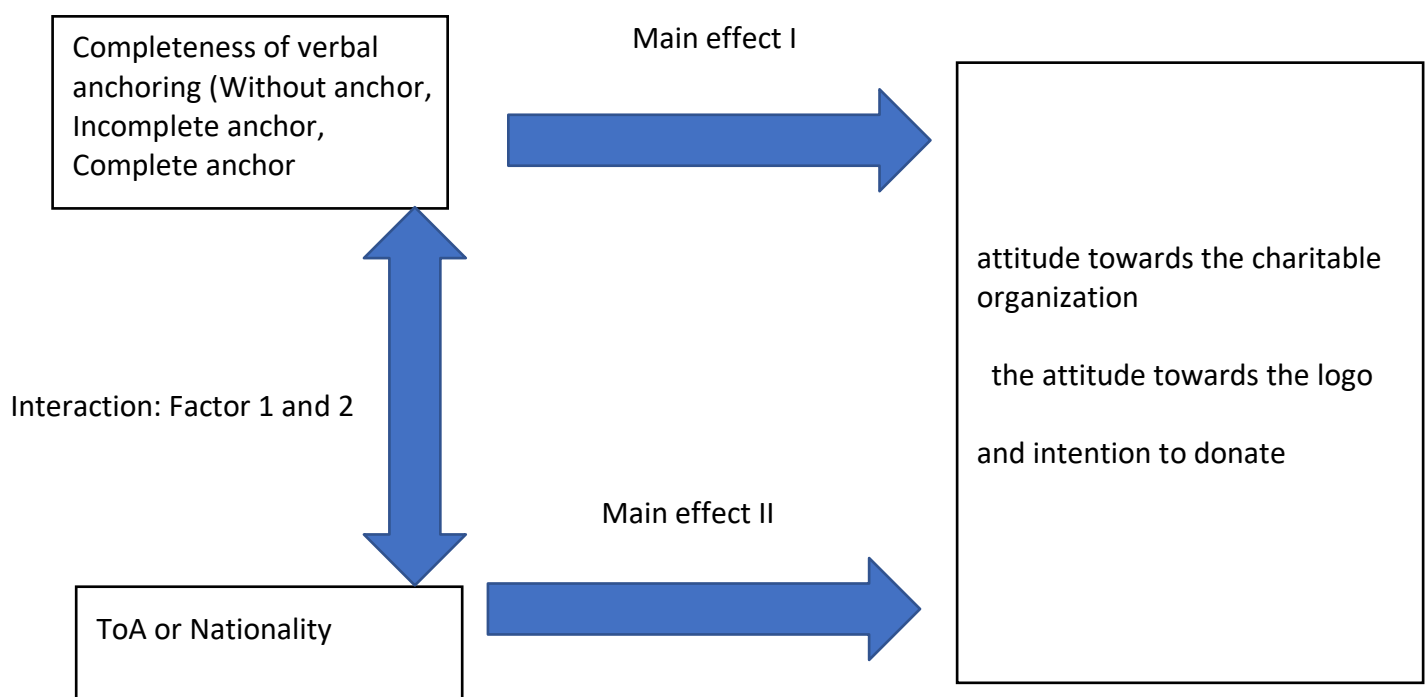 Completeness of verbal
anchoring (Without anchor,
Incomplete anchor,
Complete anchor
Main effect I
attitude towards the charitable
organization
the attitude towards the logo
and intention to donate
Interaction: Factor 1 and 2
Main effect II
ToA or Nationality